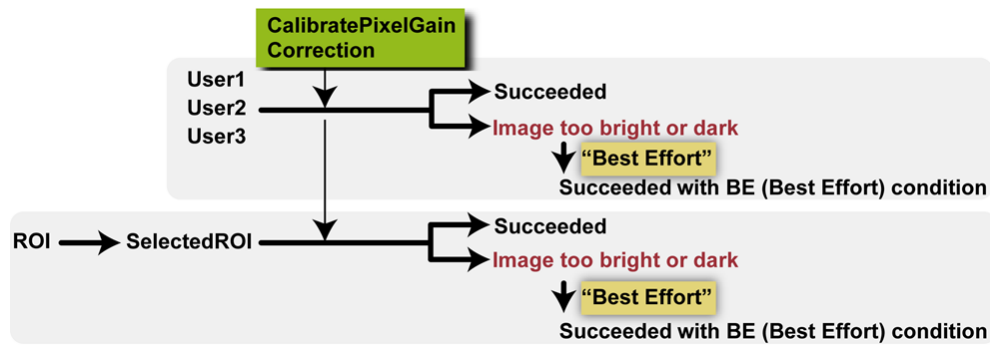 CalibratePixelGain
Correction
User1
User2
User3
Succeeded
Image too bright or dark
“Best Effort”
Succeeded with BE (Best Effort) condition
ROI
SelectedROI
Succeeded
Image too bright or dark
“Best Effort”
Succeeded with BE (Best Effort) condition